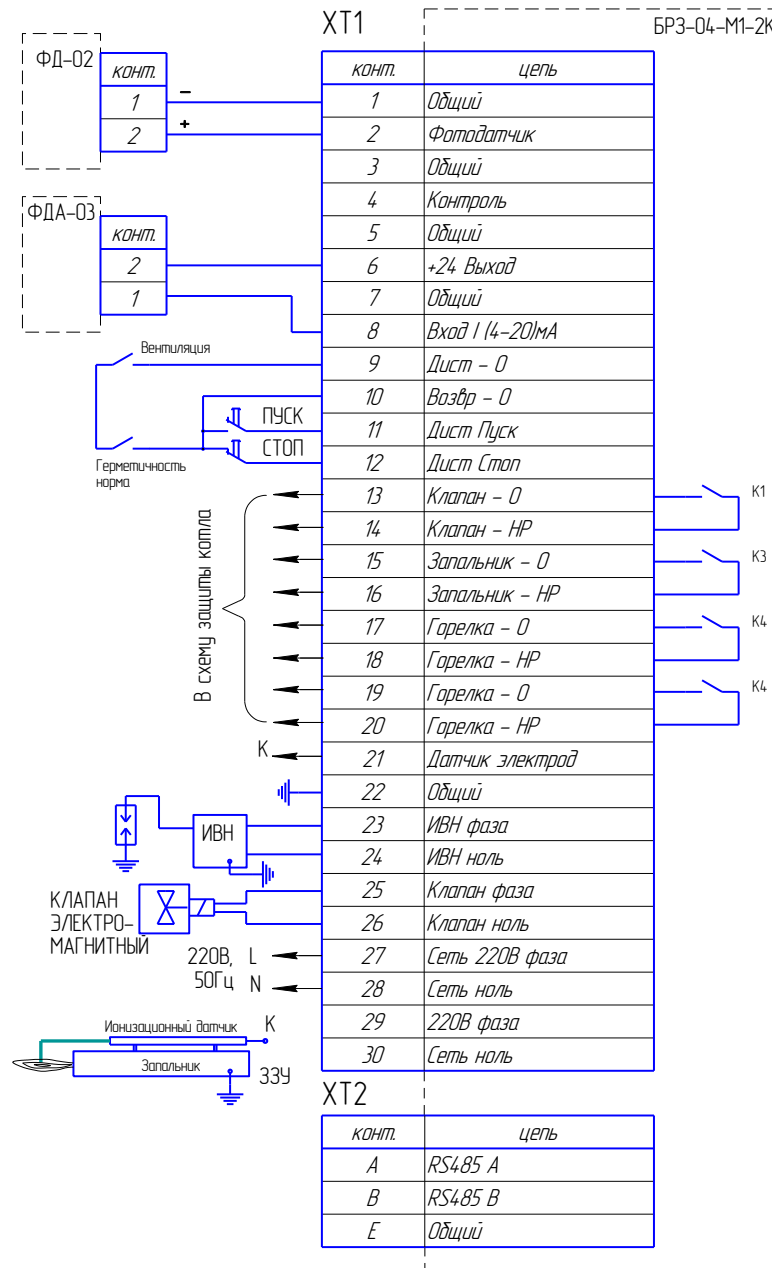 ХТ1
БРЗ-04-М1-2К
ФД-02
конт.
1
2
–
+
ФДА-03
конт.
2
1
конт. цепь
1 Общий
2 Фотодатчик
3 Общий
4 Контроль
5 Общий
6 +24 Выход
7 Общий
8 Вход I (4-20)мА
9 Дист - 0
10 Возвр - 0
11 Дист Пуск
12 Дист Стоп
13 Клапан - 0
14 Клапан - НР
15 Запальник - 0
16 Запальник - НР
17 Горелка - 0
18 Горелка - НР
19 Горелка - 0
20 Горелка - НР
21 Датчик электрод
22 Общий
23 ИВН фаза
24 ИВН ноль
25 Клапан фаза
26 Клапан ноль
27 Сеть 220В фаза
28 Сеть ноль
29 220В фаза
30 Сеть ноль
Вентиляция
ПУСК
СТОП
Герметичность
норма
В схему защиты котла
К1
К3
К4
К4
К
ИВН
КЛАПАН
ЭЛЕКТРО-
МАГНИТНЫЙ
220В, L
50Гц N
Ионизационный датчик
К
Запальник
ЗЗУ
ХТ2
конт. цепь
A RS485 A
B RS485 B
E Общий